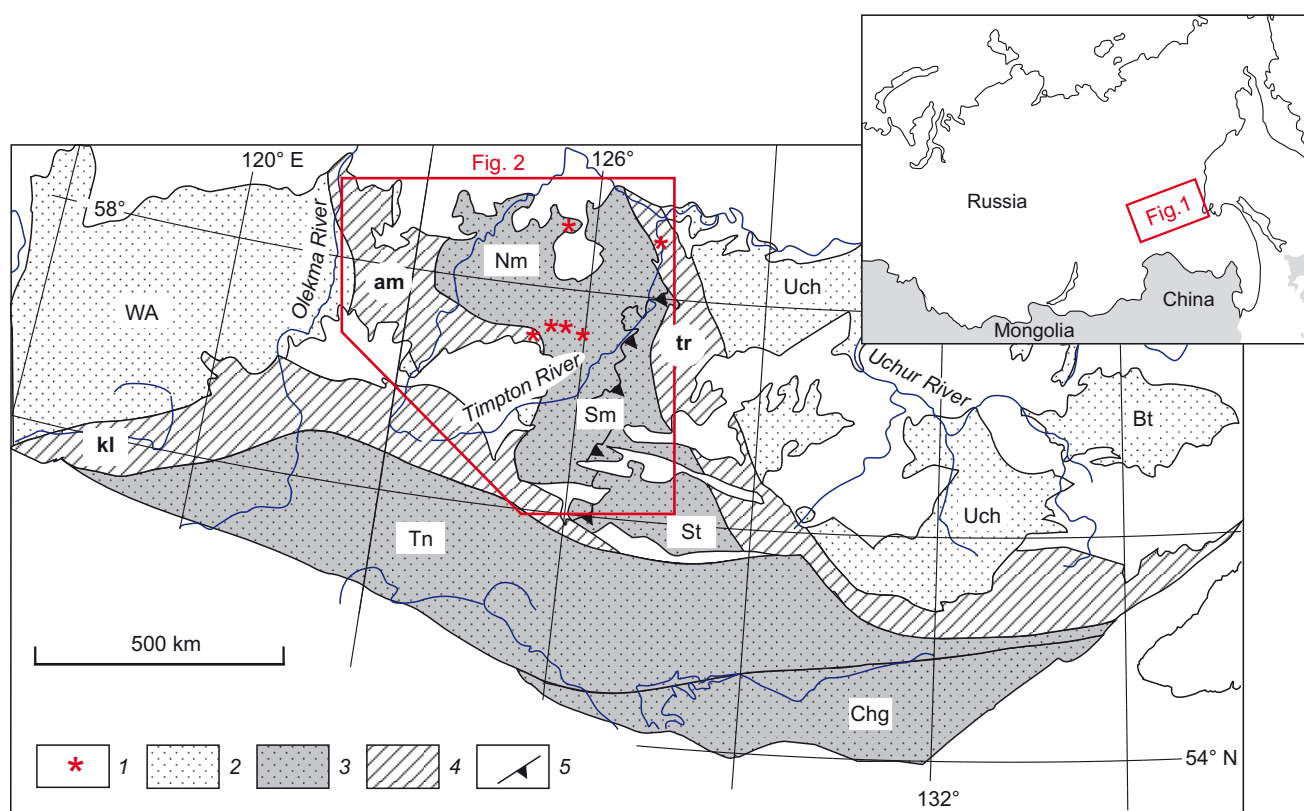 Russia
Fig.1
China
Mongolia
120° E
Fig. 2
126°
58°
Olekma River
Nm
am
Uch
WA
tr
Uchur River
Timpton River
Sm
Bt
kl
Uch
St
Tn
500 km
Chg
54° N
1
2
3
4
5
132°